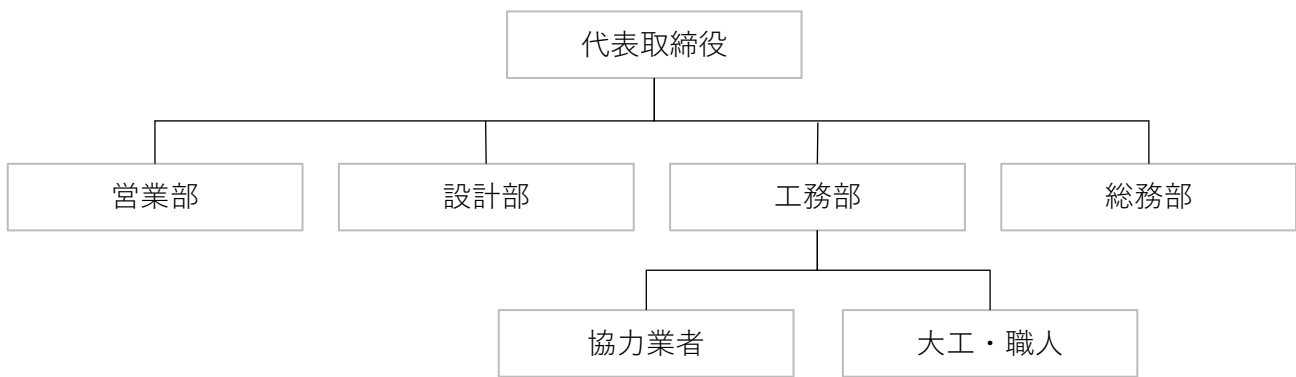 代表取締役
営業部
設計部
工務部
総務部
協力業者
大工・職人